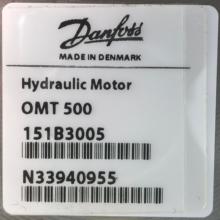 Danfoss
MADE IN DENMARK
Hydraulic Motor
OMT 500
151B3005
N33940955